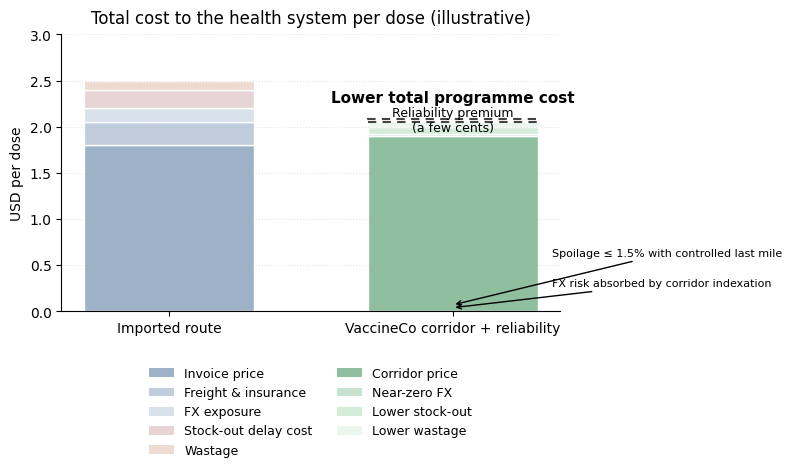 Total cost to the health system per dose (illustrative)
3.0
2.5
2.0
1.5
1.0
0.5
0.0
USD per dose
Lower total programme cost
Reliability premium
(a few cents)
Spoilage ≤ 1.5% with controlled last mile
FX risk absorbed by corridor indexation
Imported route
VaccineCo corridor + reliability
Invoice price
Freight & insurance
FX exposure
Stock-out delay cost
Wastage
Corridor price
Near-zero FX
Lower stock-out
Lower wastage